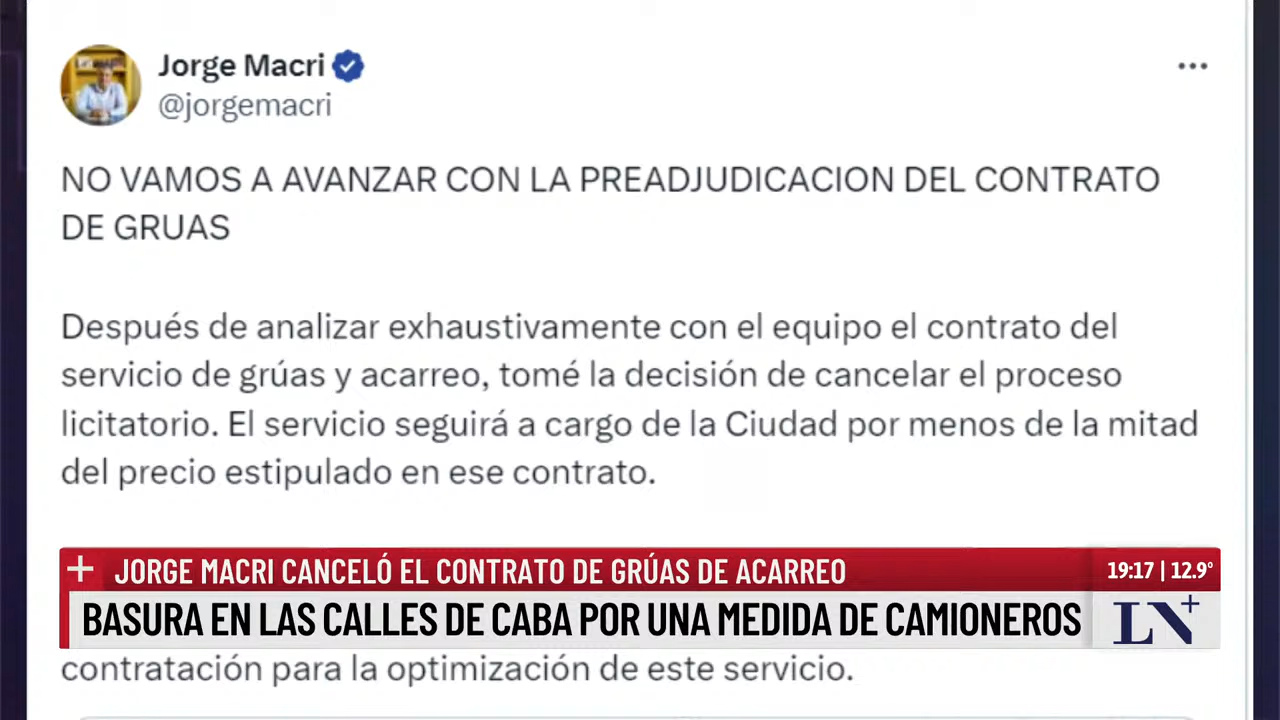 Jorge Macri
@jorgemacri
NO VAMOS A AVANZAR CON LA PREADJUDICACION DEL CONTRATO
DE GRUAS
Después de analizar exhaustivamente con el equipo el contrato del
servicio de grúas y acarreo, tomé la decisión de cancelar el proceso
licitatorio. El servicio seguirá a cargo de la Ciudad por menos de la mitad
del precio estipulado en ese contrato.
+ JORGE MACRI CANCELÓ EL CONTRATO DE GRÚAS DE ACARREO
19:17 | 12.9°
BASURA EN LAS CALLES DE CABA POR UNA MEDIDA DE CAMIONEROS
LN+
contratación para la optimización de este servicio.